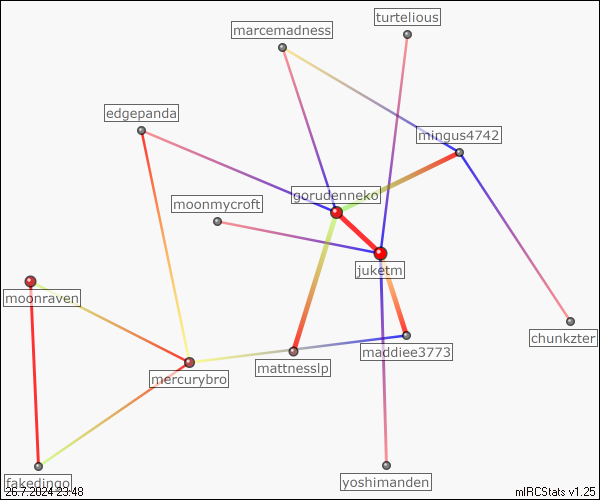 turtelious
marcemadness
edgepanda
mingus4742
gorudenneko
moonmycroft
juketm
moonraven
chunkzter
maddiee3773
mattnesslp
mercurybro
fakedingo
yoshimanden
26.7.2024 23:48
mIRCStats v1.25